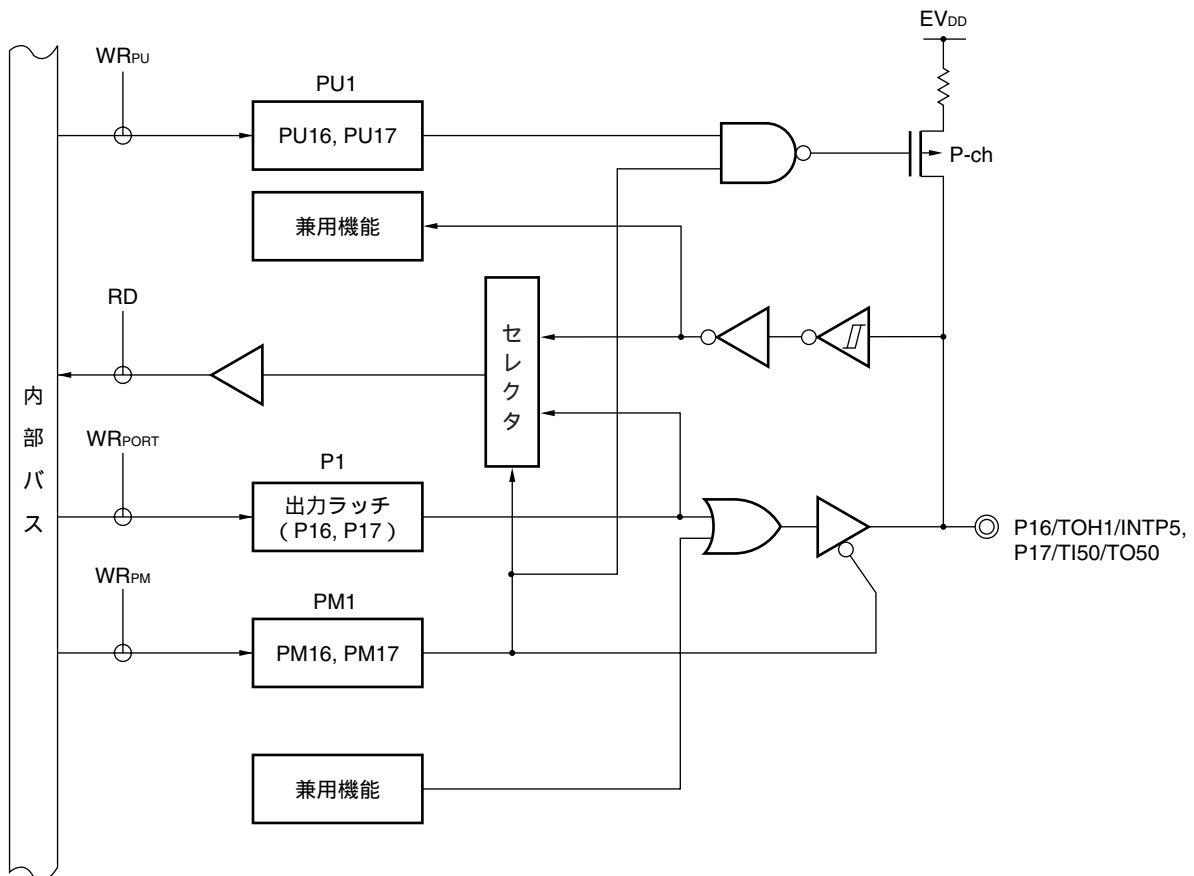 EVDD
WRPU
PU1
PU16, PU17
P-ch
兼用機能
RD
セレクタ
内部バス
WRPORT
P1
出力ラッチ
( P16, P17 )
P16/TOH1/INTP5,
P17/TI50/TO50
WRPM
PM1
PM16, PM17
兼用機能